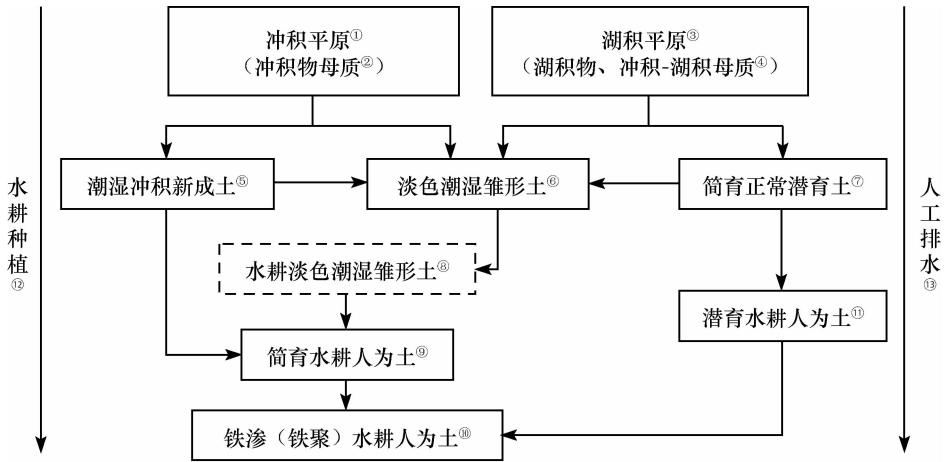 冲积平原①
（冲积物母质②）
湖积平原③
（湖积物、冲积-湖积母质④）
潮湿冲积新成土⑤
淡色潮湿雏形土⑥
简育正常潜育土⑦
水耕种植⑫
人工排水⑬
水耕淡色潮湿雏形土⑧
潜育水耕人为土⑪
简育水耕人为土⑨
铁渗（铁聚）水耕人为土⑩